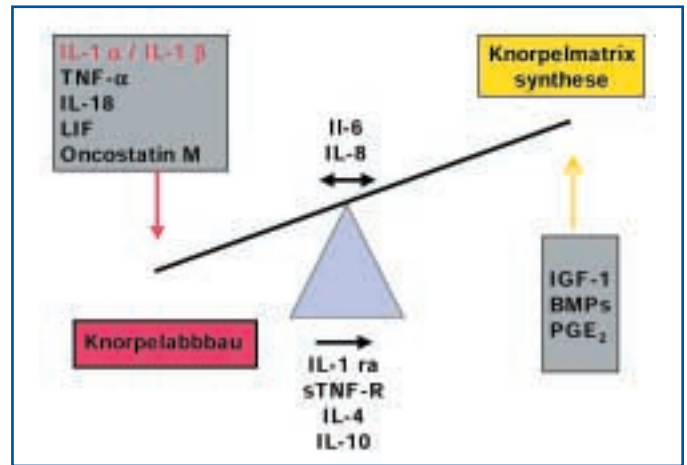 IL-1 α / IL-1 β
TNF-α
IL-18
LIF
Oncostatin M
Knorpelmatrix
synthese
Il-6
IL-8
IGF-1
BMPs
PGE₂
Knorpelabbbau
IL-1 ra
sTNF-R
IL-4
IL-10